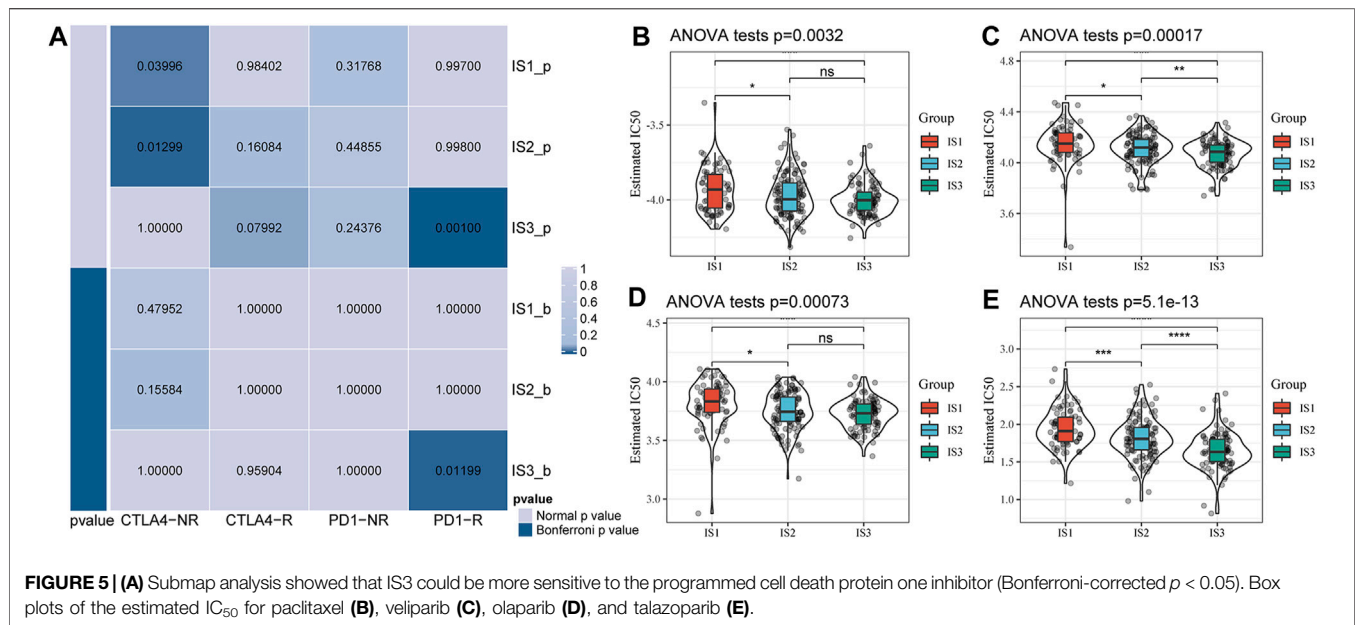 A
0.03996 0.98402 0.31768 0.99700 IS1_p
0.01299 0.16084 0.44855 0.99800 IS2_p
1.00000 0.07992 0.24376 0.00100 IS3_p
0.47952 1.00000 1.00000 1.00000 IS1_b
0.15584 1.00000 1.00000 1.00000 IS2_b
1.00000 0.95904 1.00000 0.01199 IS3_b
pvalue CTLA4−NR CTLA4−R PD1−NR PD1−R
1
0.8
0.6
0.4
0.2
0
pvalue
Normal p value
Bonferroni p value
B ANOVA tests p=0.0032
Estimated IC50
-3.5
-4.0
*
ns
IS1 IS2 IS3
Group
IS1
IS2
IS3
C ANOVA tests p=0.00017
Estimated IC50
4.8
4.4
4.0
3.6
*
**
IS1 IS2 IS3
Group
IS1
IS2
IS3
D ANOVA tests p=0.00073
Estimated IC50
4.5
4.0
3.5
3.0
*
ns
IS1 IS2 IS3
Group
IS1
IS2
IS3
E ANOVA tests p=5.1e-13
Estimated IC50
3.0
2.5
2.0
1.5
1.0
***
****
IS1 IS2 IS3
Group
IS1
IS2
IS3
FIGURE 5 | (A) Submap analysis showed that IS3 could be more sensitive to the programmed cell death protein one inhibitor (Bonferroni-corrected p < 0.05). Box
plots of the estimated IC50 for paclitaxel (B), veliparib (C), olaparib (D), and talazoparib (E).